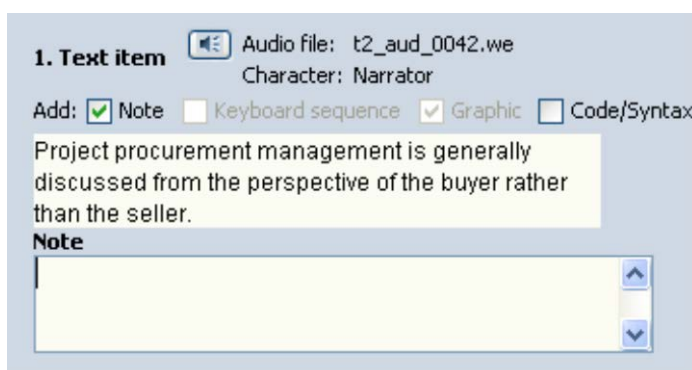 1. Text item Audio file: t2_aud_0042.we
Character: Narrator
Add: Note Keyboard sequence Graphic Code/Syntax
Project procurement management is generally
discussed from the perspective of the buyer rather
than the seller.
Note